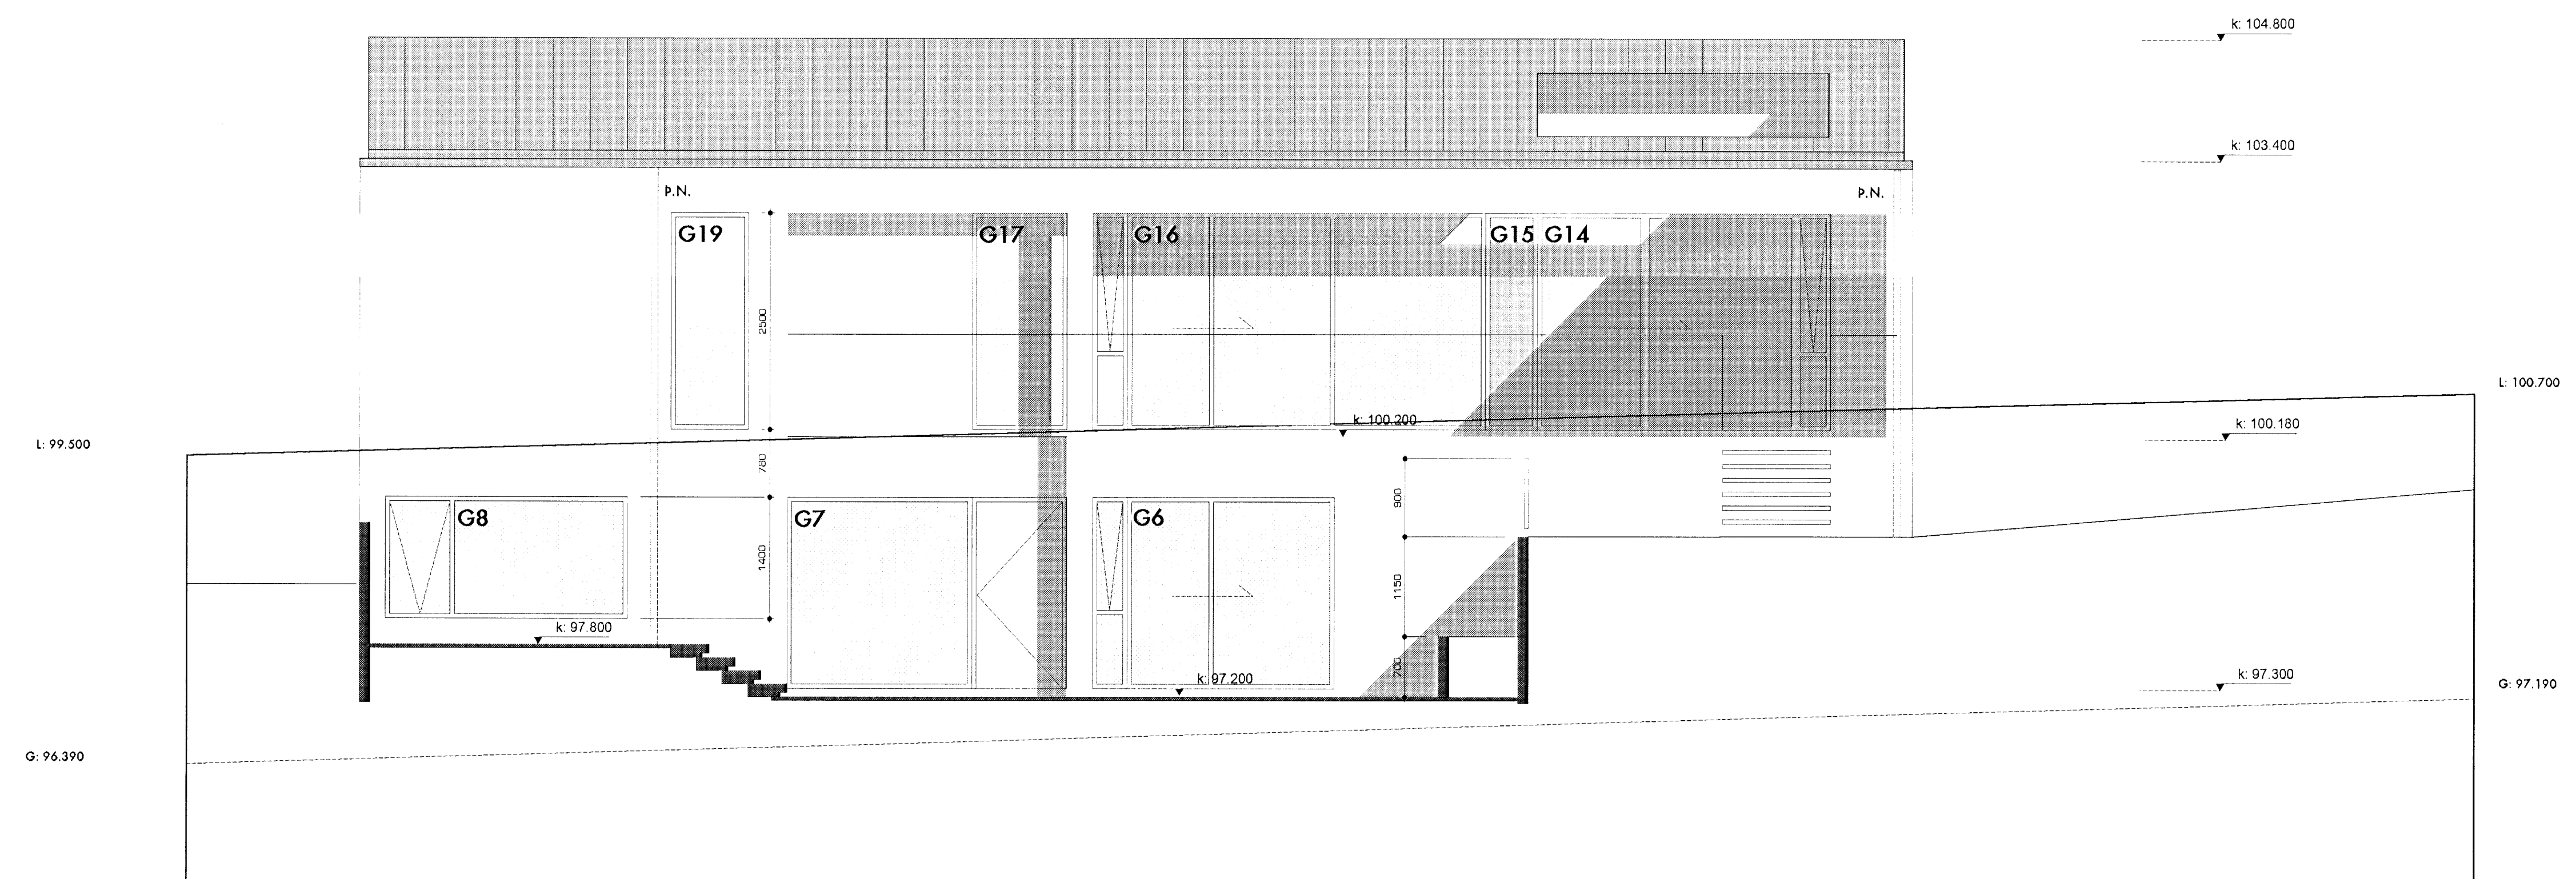 k: 104.800
k: 103.400
Þ.N.
Þ.N.
G19
G17
G16
G15
G14
2500
L: 100.700
k: 100.200
k: 100.180
L: 99.500
780
900
G8
G7
G6
1400
1150
k: 97.800
700
k: 97.200
k: 97.300
G: 97.190
G: 96.390